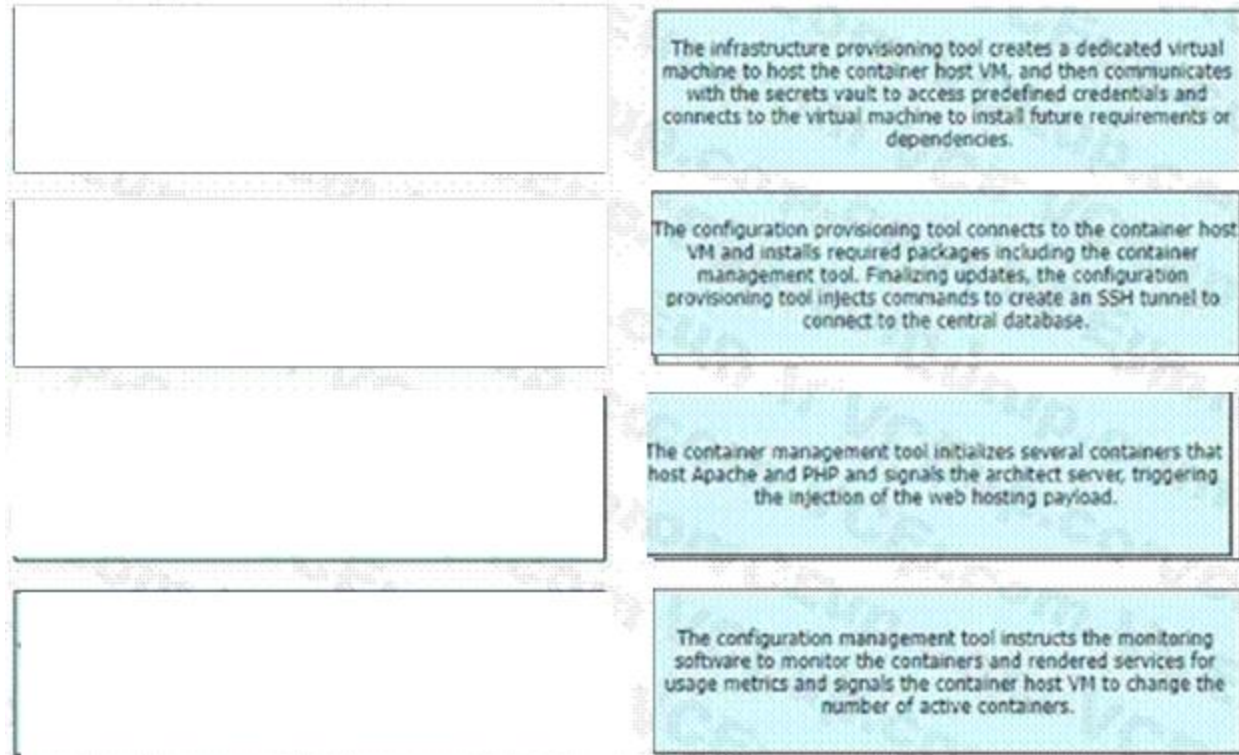 The infrastructure provisioning tool creates a dedicated virtual
machine to host the container host VM, and then communicates
with the secrets vault to access predefined credentials and
connects to the virtual machine to install future requirements or
dependencies.
The configuration provisioning tool connects to the container host
VM and installs required packages including the container
management tool. Finalizing updates, the configuration
provisioning tool injects commands to create an SSH tunnel to
connect to the central database.
The container management tool initializes several containers that
host Apache and PHP and signals the architect server, triggering
the injection of the web hosting payload.
The configuration management tool instructs the monitoring
software to monitor the containers and rendered services for
usage metrics and signals the container host VM to change the
number of active containers.